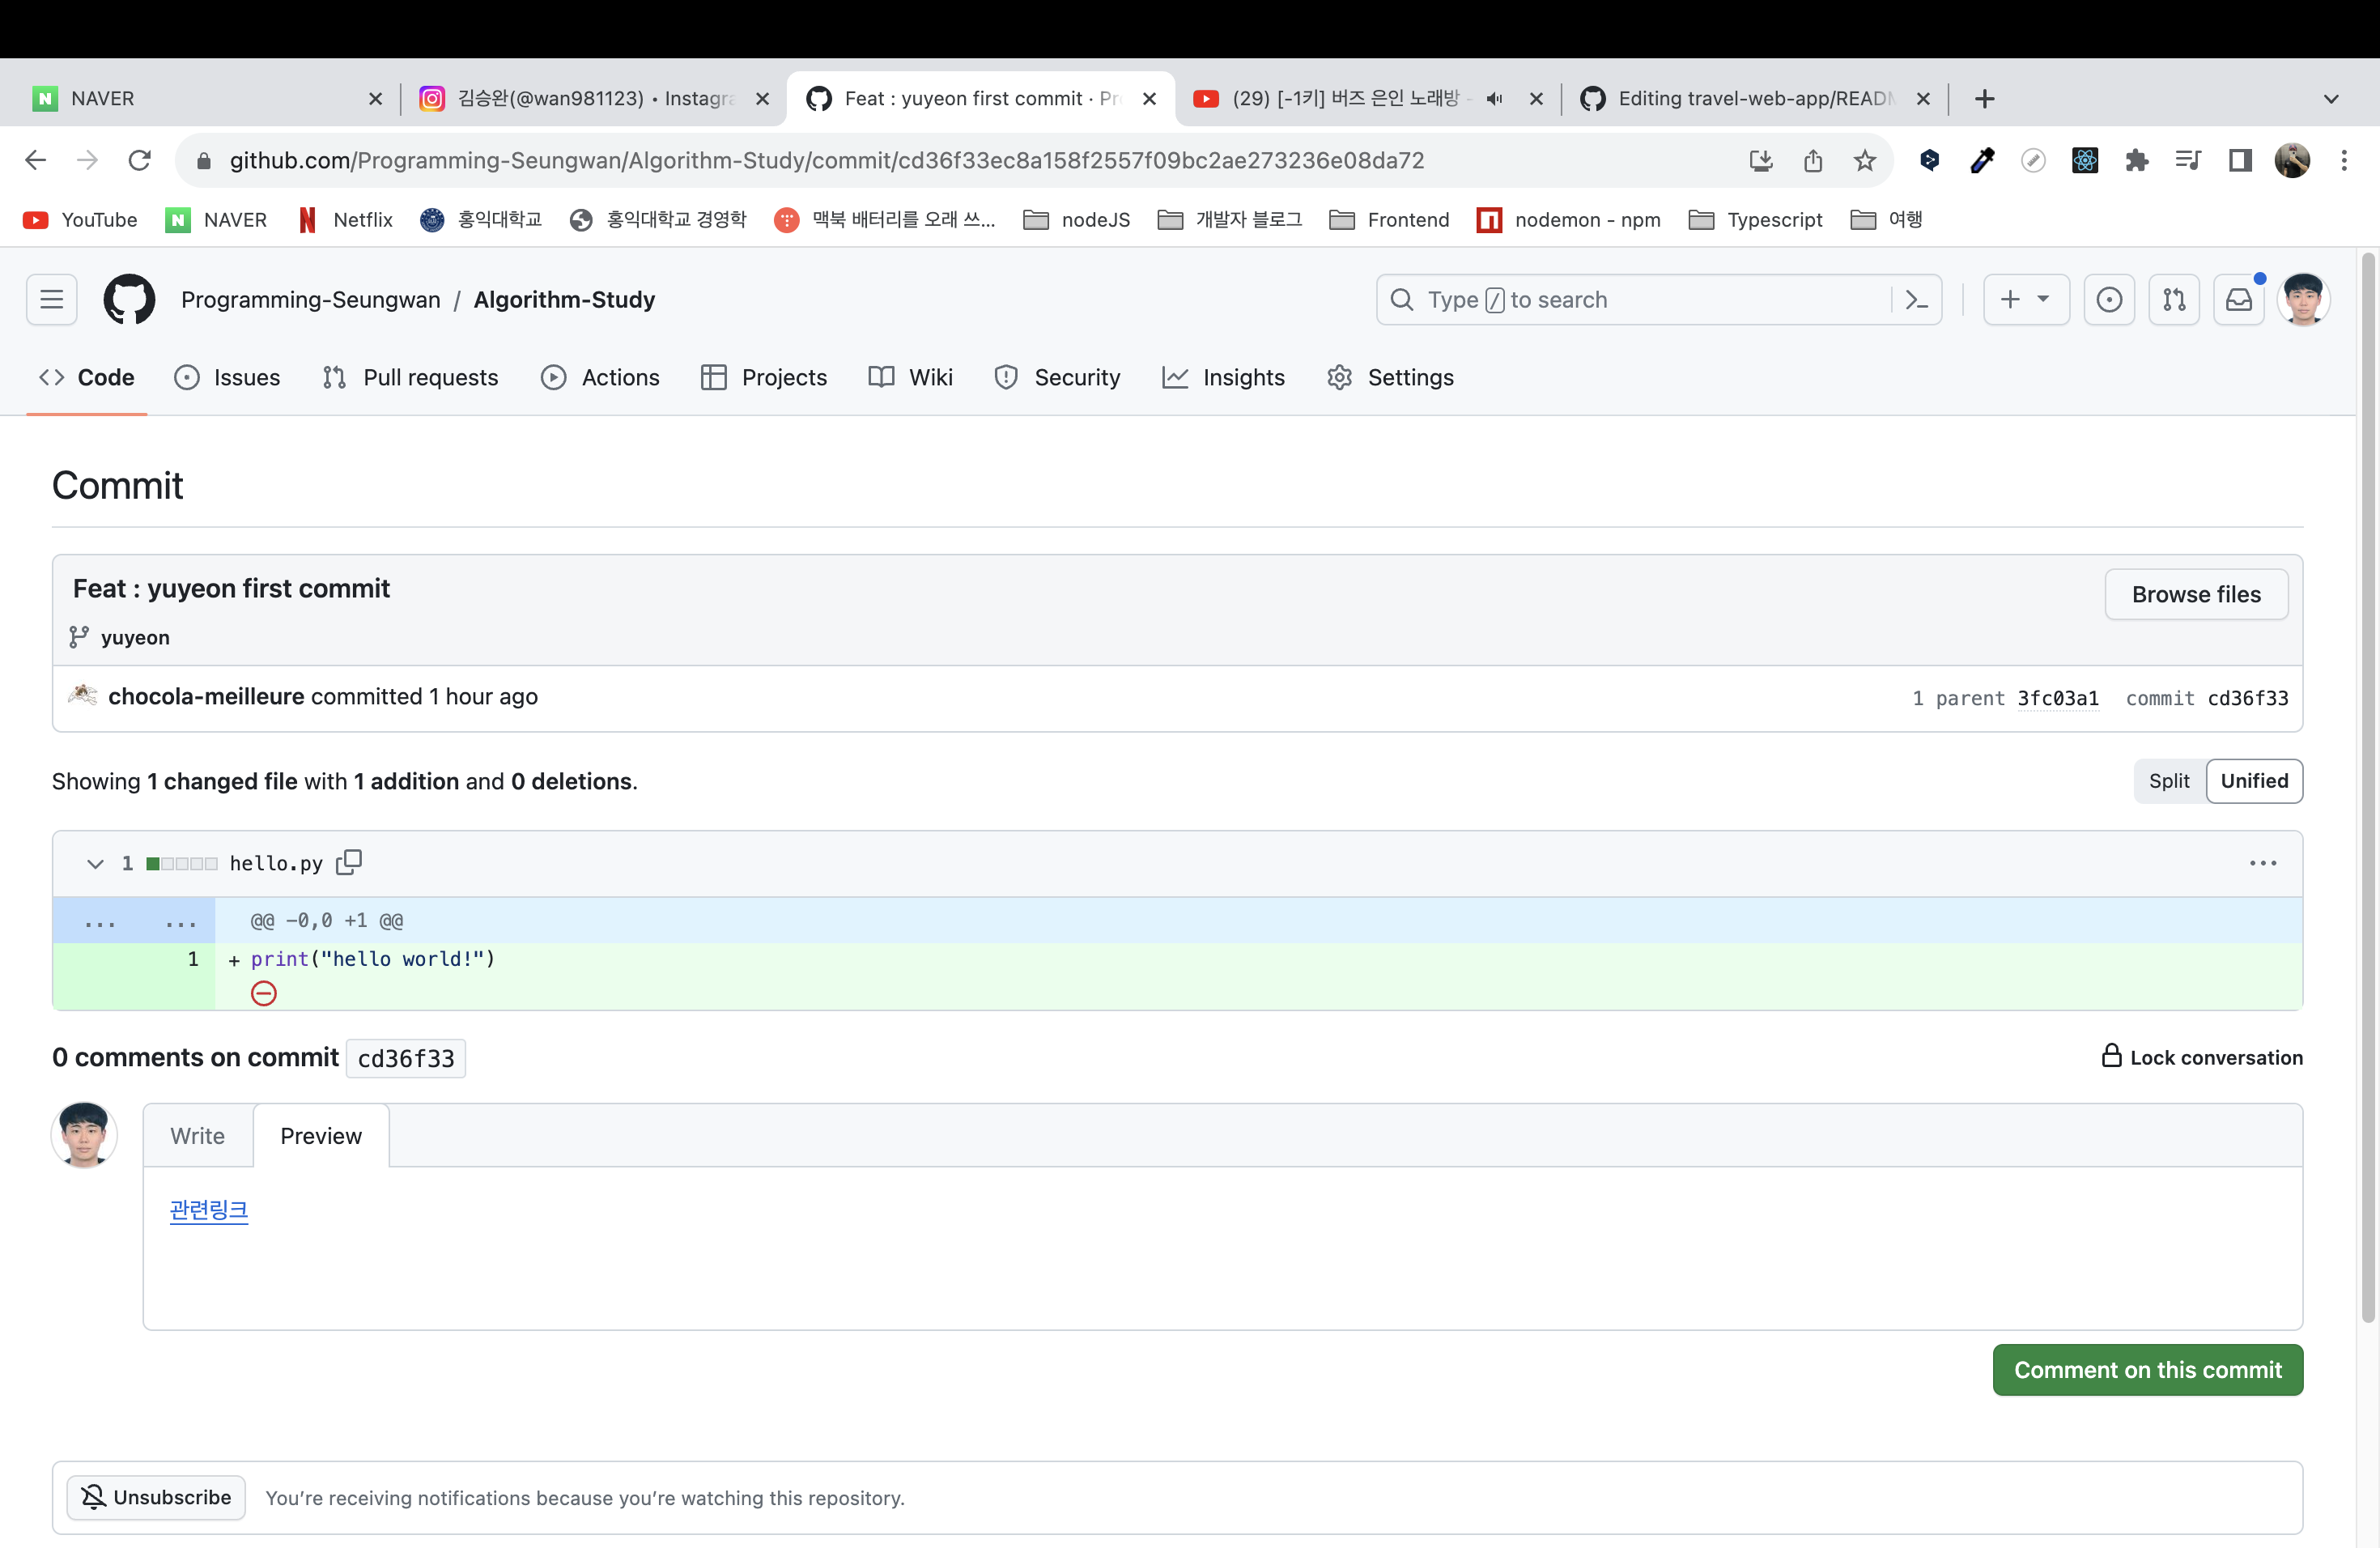 NAVER
김승완(@wan981123) • Instagra
Feat : yuyeon first commit · Pr
(29) [-1키] 버즈 은인 노래방 -
Editing travel-web-app/READM
github.com/Programming-Seungwan/Algorithm-Study/commit/cd36f33ec8a158f2557f09bc2ae273236e08da72
YouTube NAVER Netflix 홍익대학교 홍익대학교 경영학 맥북 배터리를 오래 쓰... nodeJS 개발자 블로그 Frontend nodemon - npm Typescript 여행
Programming-Seungwan / Algorithm-Study
Type / to search
Code Issues Pull requests Actions Projects Wiki Security Insights Settings
Commit
Feat : yuyeon first commit
Browse files
yuyeon
chocola-meilleure committed 1 hour ago
1 parent 3fc03a1 commit cd36f33
Showing 1 changed file with 1 addition and 0 deletions.
Split Unified
1 hello.py
... ... @@ -0,0 +1 @@
1 + print("hello world!")
0 comments on commit cd36f33
Lock conversation
Write Preview
관련링크
Comment on this commit
Unsubscribe You're receiving notifications because you're watching this repository.